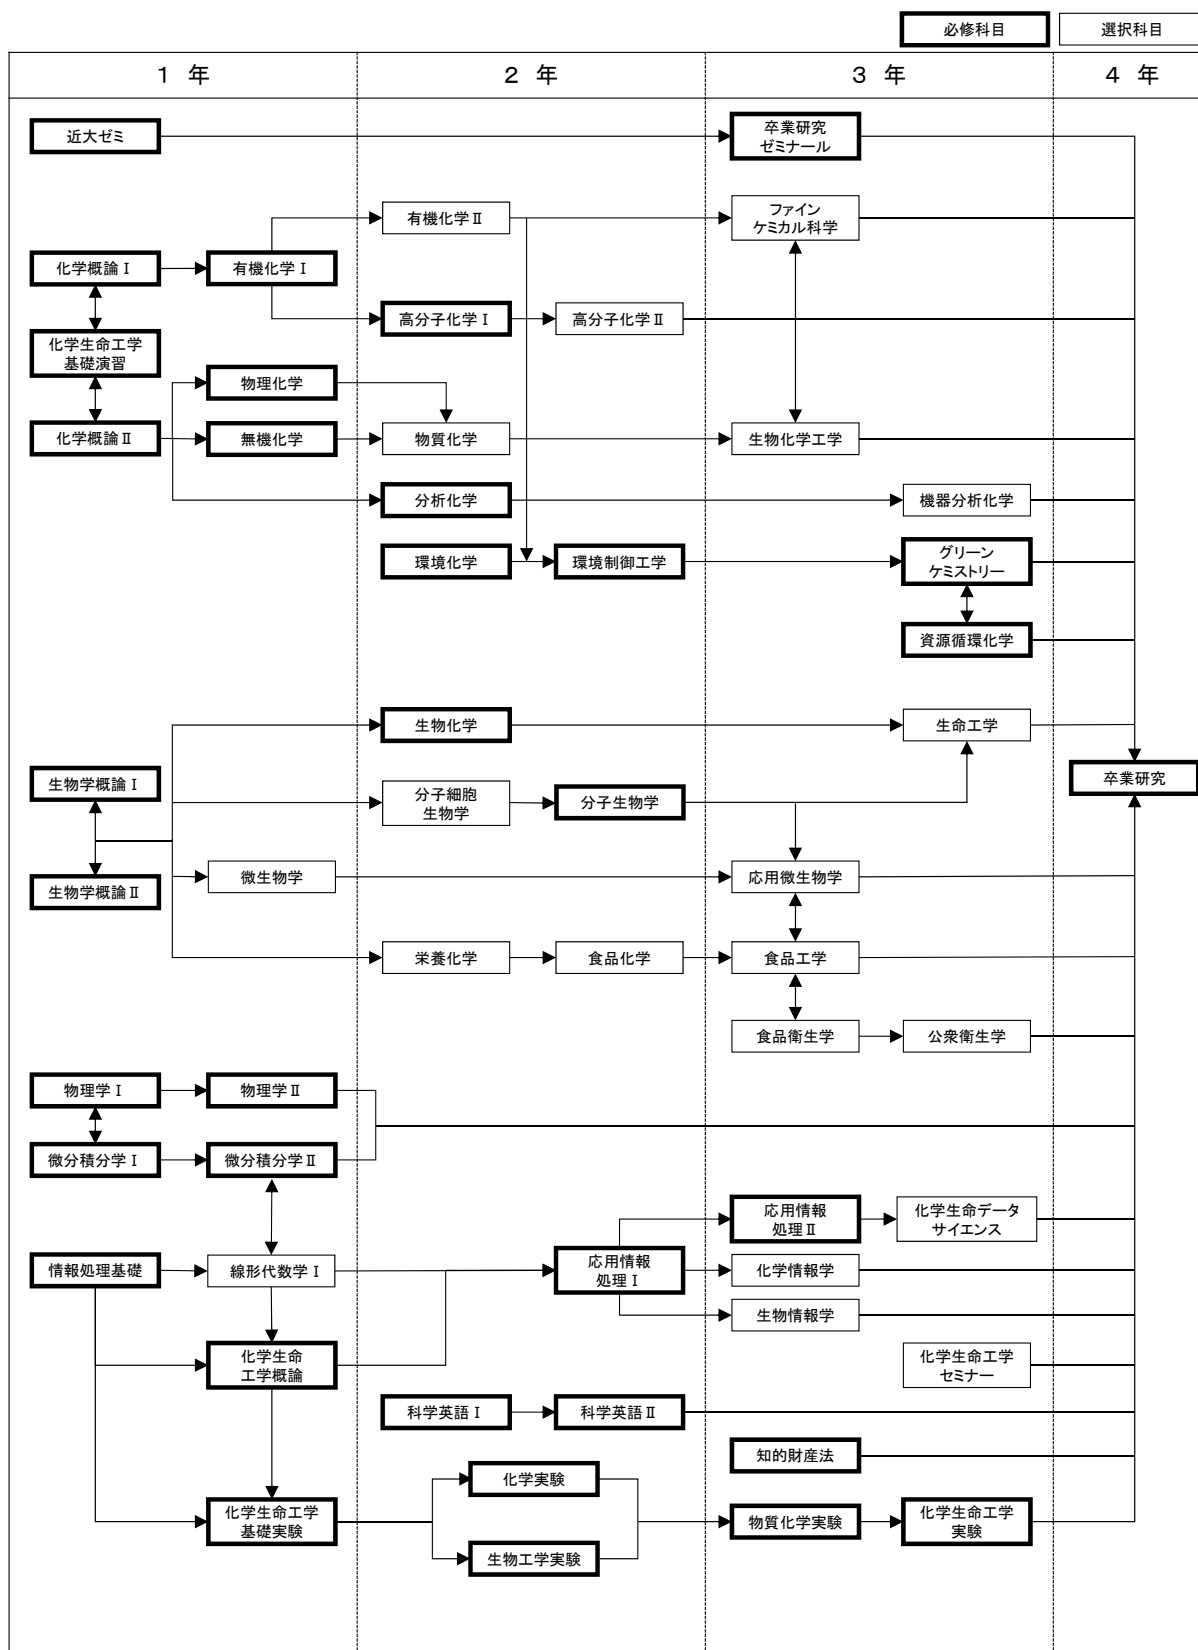 必修科目
選択科目
1 年
2 年
3 年
4 年
近大ゼミ
卒業研究
ゼミナール
有機化学Ⅱ
ファイン
ケミカル科学
化学概論Ⅰ
有機化学Ⅰ
高分子化学Ⅰ
高分子化学Ⅱ
化学生命工学
基礎演習
物理化学
化学概論Ⅱ
無機化学
物質化学
生物化学工学
分析化学
機器分析化学
環境化学
環境制御工学
グリーン
ケミストリー
資源循環化学
生物化学
生命工学
生物学概論Ⅰ
分子細胞
生物学
分子生物学
卒業研究
生物学概論Ⅱ
微生物学
応用微生物学
栄養化学
食品化学
食品工学
食品衛生学
公衆衛生学
物理学Ⅰ
物理学Ⅱ
微分積分学Ⅰ
微分積分学Ⅱ
応用情報
処理Ⅱ
化学生命データ
サイエンス
情報処理基礎
線形代数学Ⅰ
応用情報
処理Ⅰ
化学情報学
生物情報学
化学生命
工学概論
化学生命工学
セミナー
科学英語Ⅰ
科学英語Ⅱ
知的財産法
化学実験
化学生命工学
基礎実験
物質化学実験
化学生命工学
実験
生物工学実験